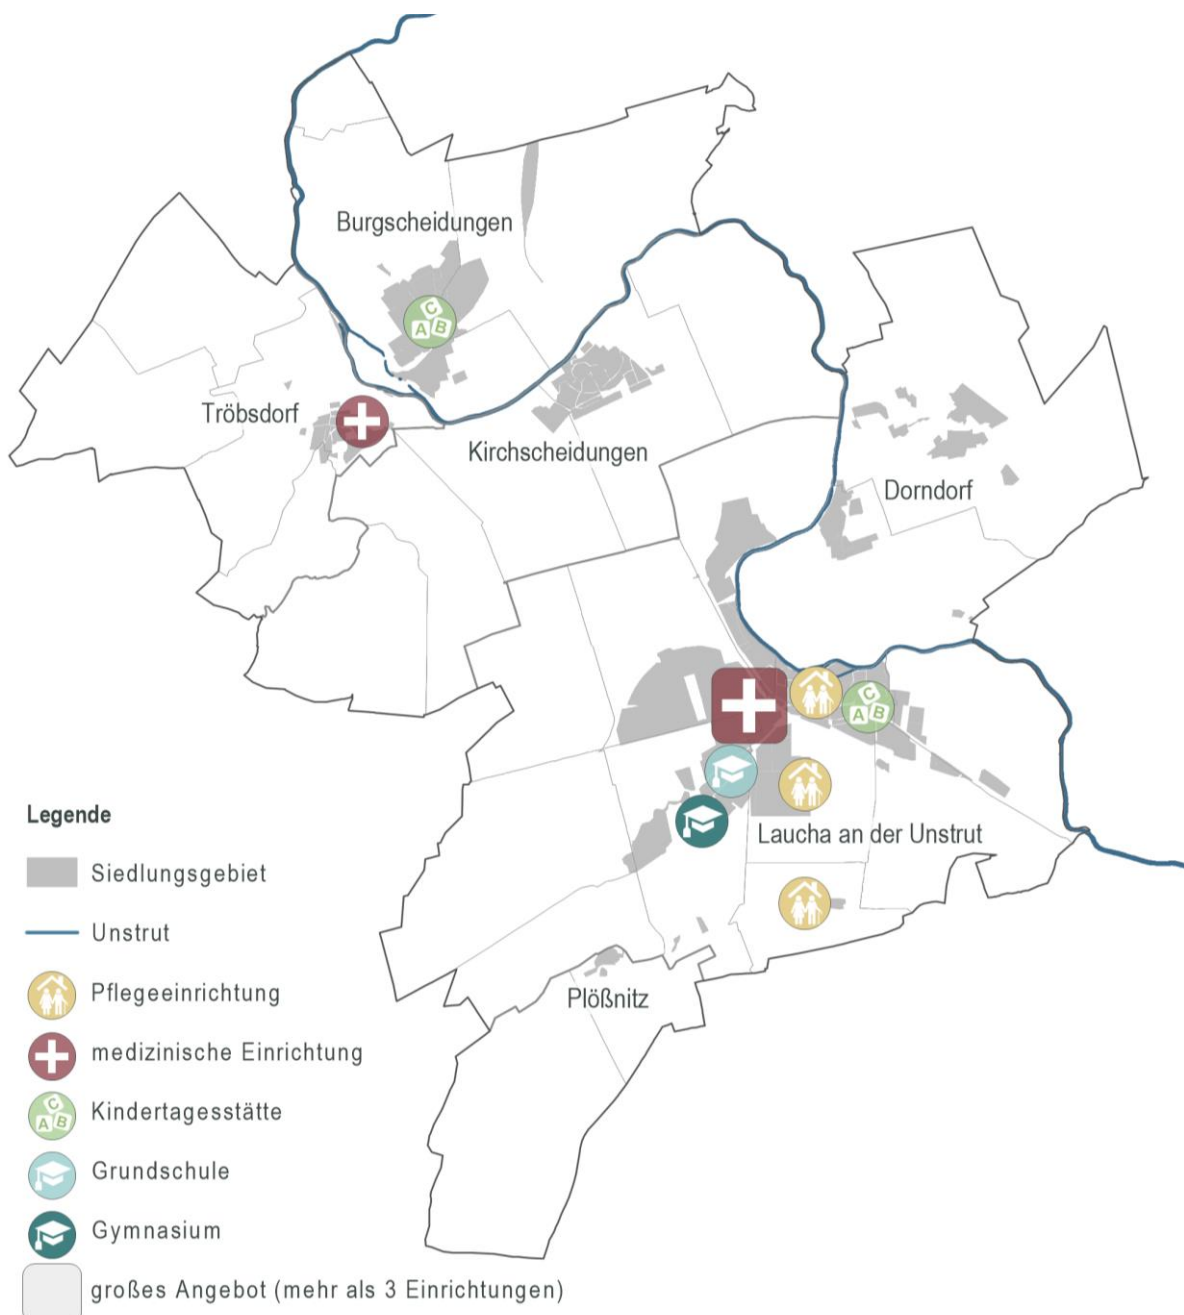 Burgscheidungen
Tröbsdorf
Kirchscheidungen
Dorndorf
Laucha an der Unstrut
Plößnitz
Legende
Siedlungsgebiet
Unstrut
Pflegeeinrichtung
medizinische Einrichtung
Kindertagesstätte
Grundschule
Gymnasium
großes Angebot (mehr als 3 Einrichtungen)
C
A B
C
A B
C
A B